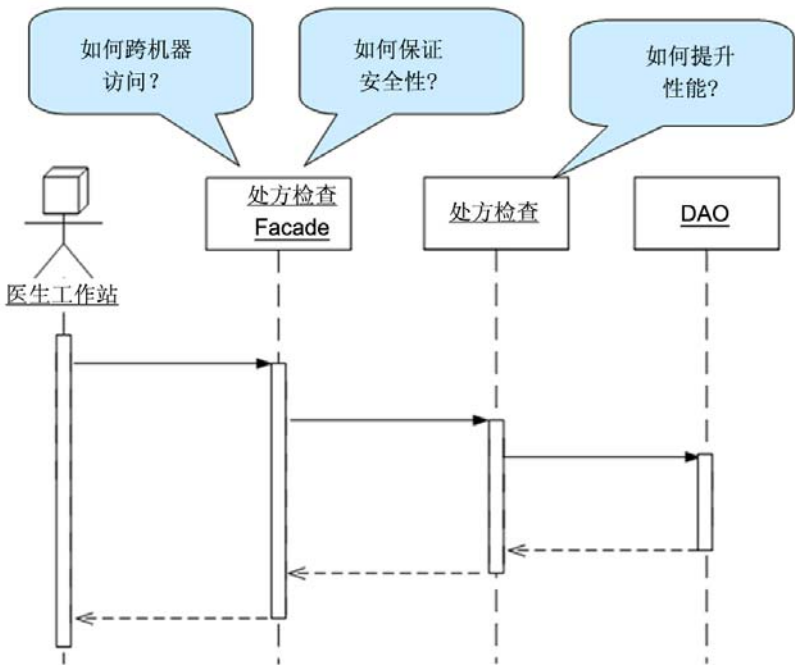 如何跨机器
访问？
如何保证
安全性?
如何提升
性能?
处方检查
Facade
处方检查
DAO
医生工作站